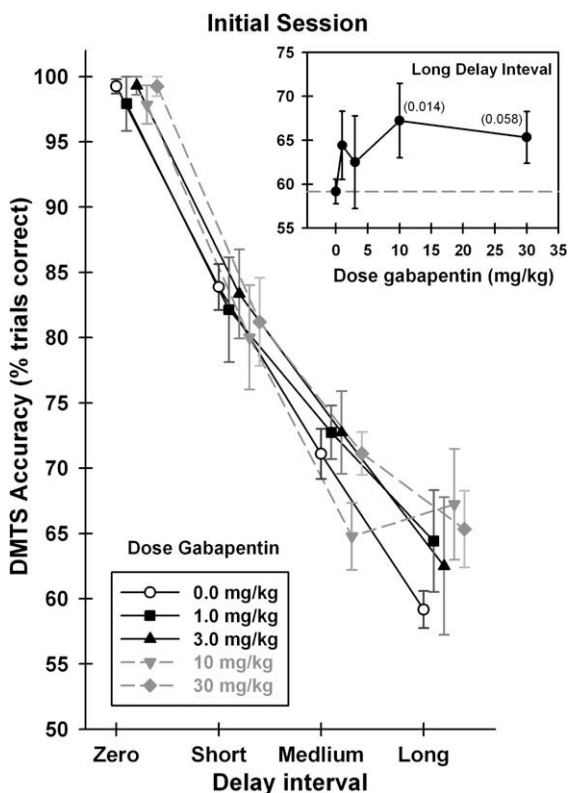 Initial Session
DMTS Accuracy (% trials correct)
100
95
90
85
80
75
70
65
60
55
50
Zero Short Medlium Long
Delay interval
Dose Gabapentin
0.0 mg/kg
1.0 mg/kg
3.0 mg/kg
10 mg/kg
30 mg/kg
Long Delay Inteval
75
70
65
60
55
(0.014)
(0.058)
0 5 10 15 20 25 30 35
Dose gabapentin (mg/kg)